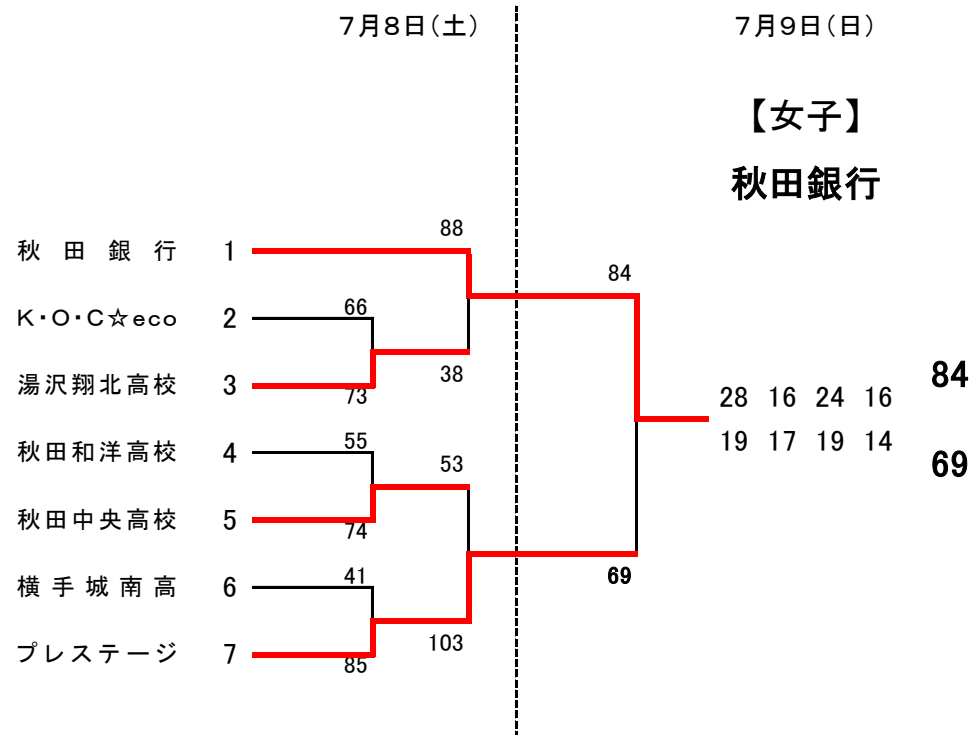 ７月８日（土）　７月９日（日）
【女子】
秋田銀行
88
秋田銀行　1
84
66
K・O・C☆eco　2
38
84
湯沢翔北高校　3
73
28　16　24　16
55
19　17　19　14
秋田和洋高校　4
53
69
秋田中央高校　5
74
41
69
横手城南高　6
103
プレステージ　7
85